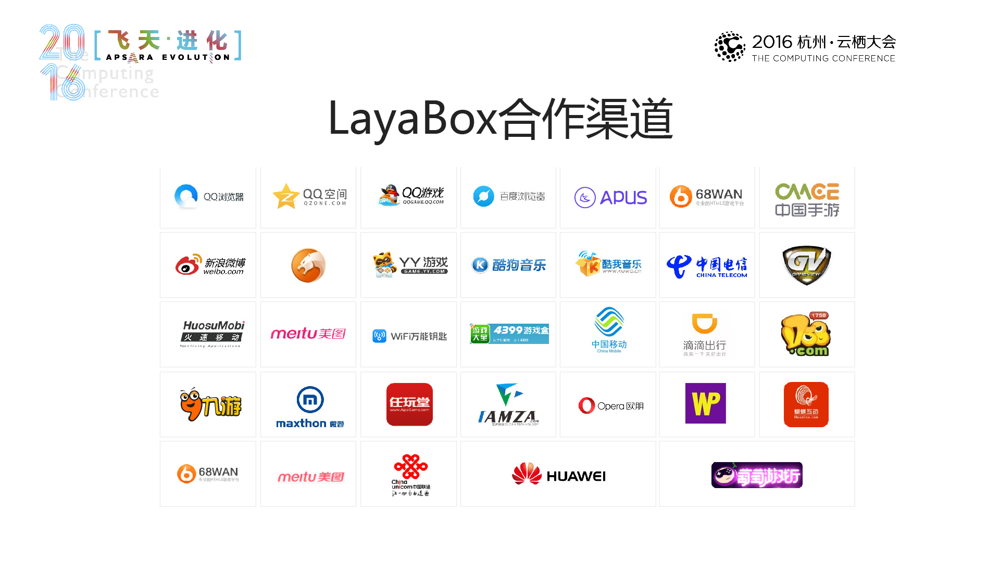 2016
[飞天·进化]
APSARA EVOLUTION
The
Computing
Conference
2016 杭州·云栖大会
THE COMPUTING CONFERENCE
LayaBox合作渠道
QQ浏览器
QQ空间
QZONE.COM
QQ游戏
QQGAME.QQ.COM
百度浏览器
APUS
68WAN
专业的HTML5游戏平台
CMGE
中国手游
新浪微博
weibo.com
YY游戏
GAME.YY.COM
K 酷狗音乐
K 酷我音乐
www.kuwo.cn
中国电信
CHINA TELECOM
GV
GAMEVIEW
HuosuMobi
火速移动
Redefining Applications
meitu美图
WiFi万能钥匙
游戏大全
4399游戏盒
中国移动
China Mobile
滴滴出行
滴滴一下 美好出行
1758
1758
.com
九游
maxthon 傲游
任玩堂
www.AppGame.com
IAMZA.COM
Opera 欧朋
WP
蝴蝶互动
Hoodinn.com
68WAN
专业的HTML5游戏平台
meitu美图
China
unicom中国联通
让一切自由连通
HUAWEI
葡萄游戏厅